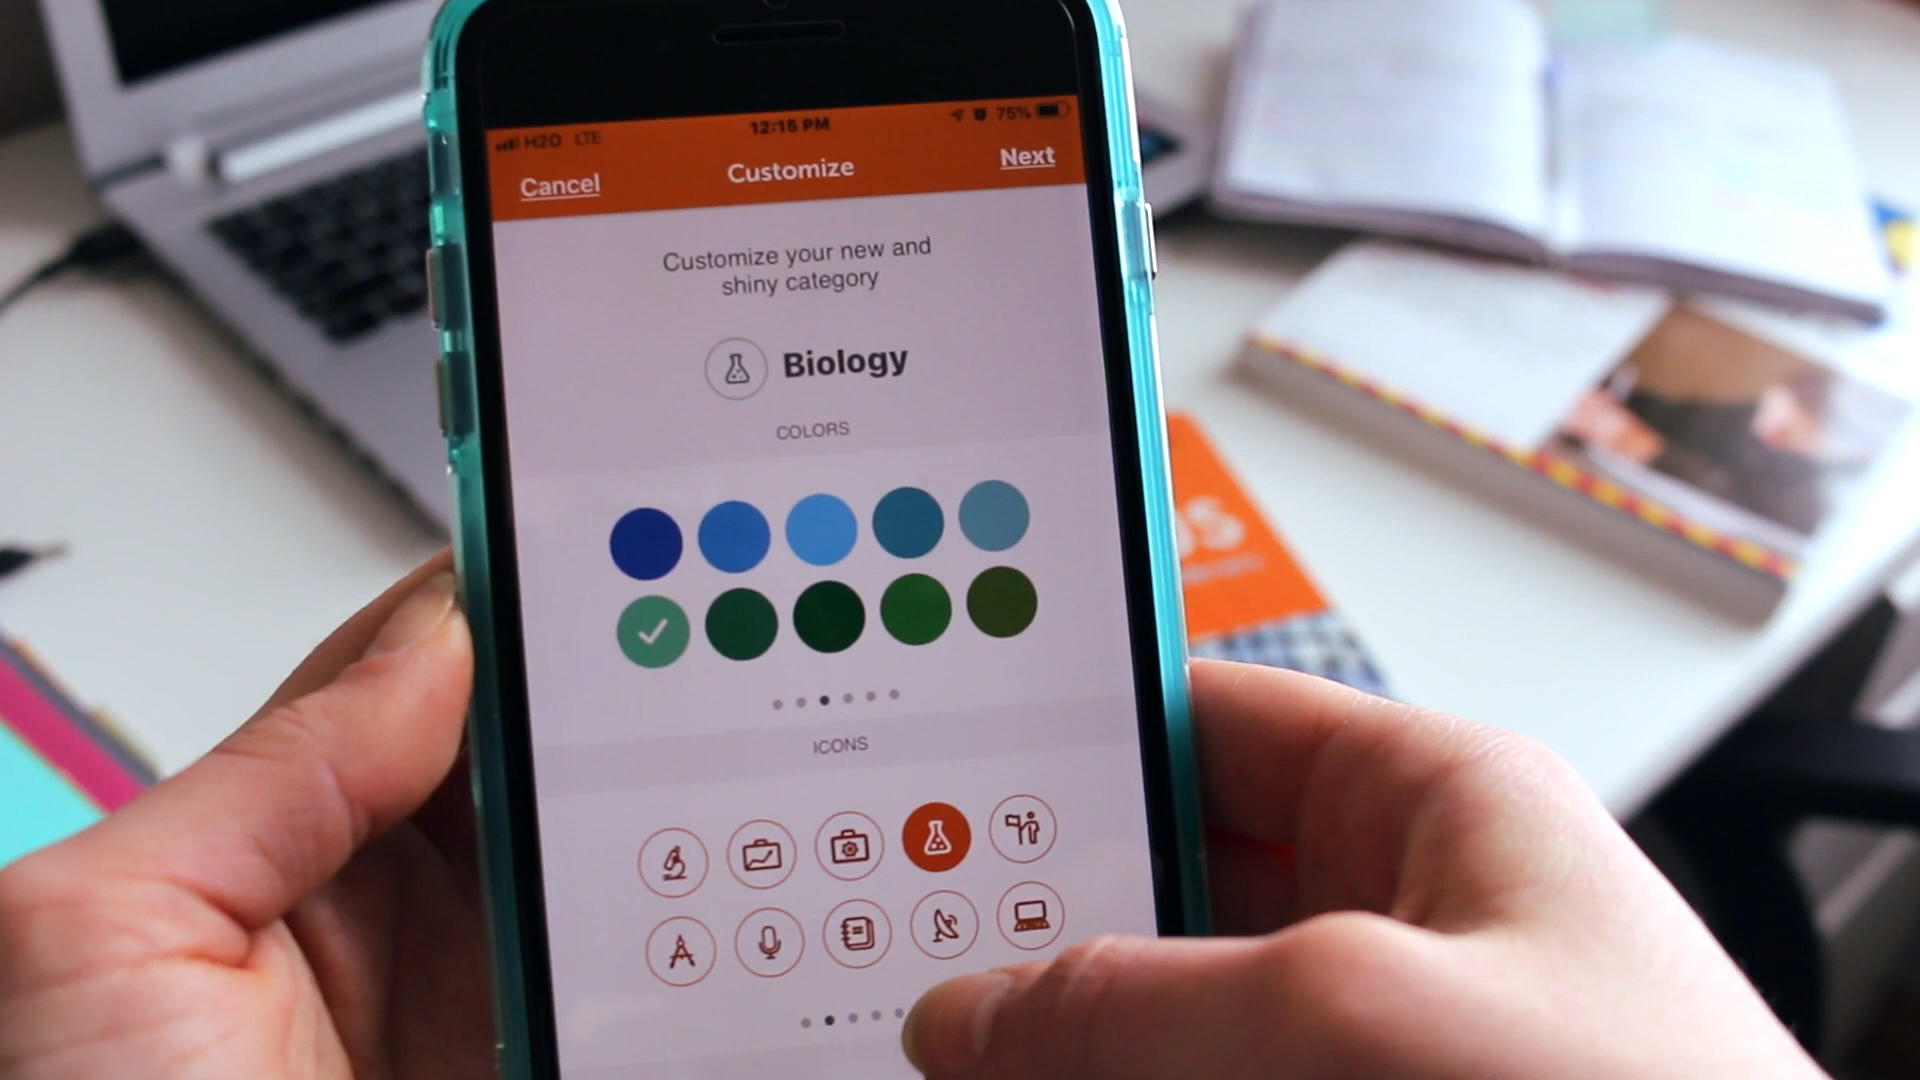 H2O LTE 12:15 PM 75%
Cancel Customize Next
Customize your new and
shiny category
Biology
COLORS
ICONS